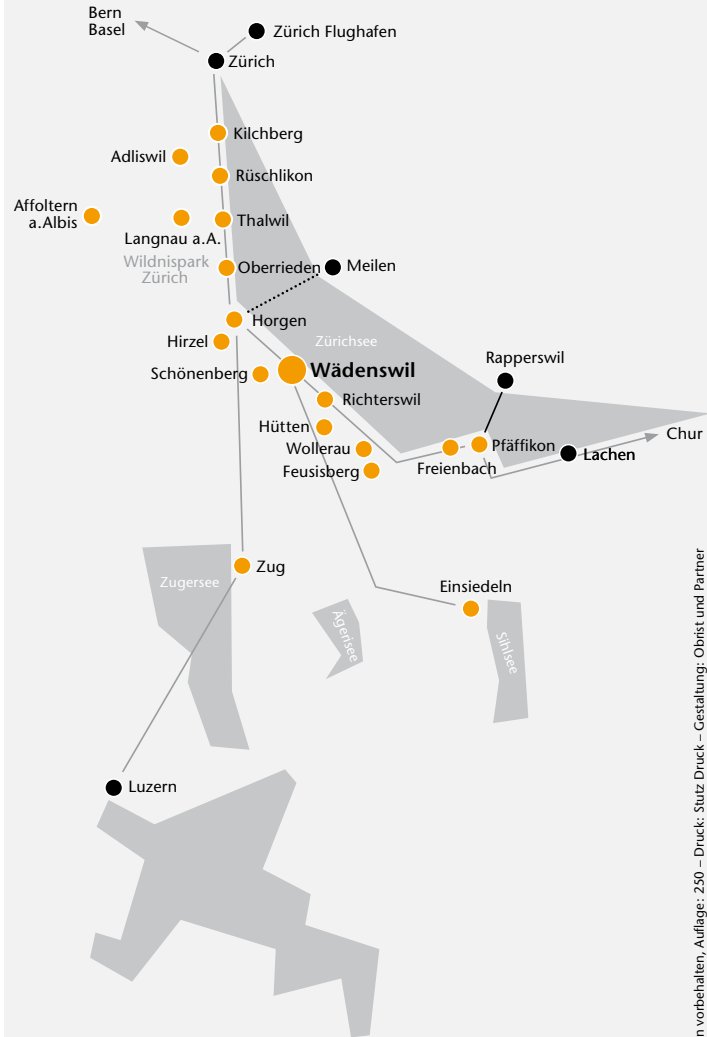 Bern
Basel
Zürich Flughafen
Zürich
Kilchberg
Adliswil
Rüschlikon
Affoltern
a.Albis
Thalwil
Langnau a.A.
Wildnispark
Zürich
Oberrieden
Meilen
Horgen
Hirzel
Zürichsee
Rapperswil
Schönenberg
Wädenswil
Richterswil
Hütten
Chur
Wollerau
Pfäffikon
Lachen
Feusisberg
Freienbach
Zug
Zugersee
Einsiedeln
Ägerisee
Sihlsee
Luzern
n vorbehalten, Auflage: 250 – Druck: Stutz Druck – Gestaltung: Obrist und Partner